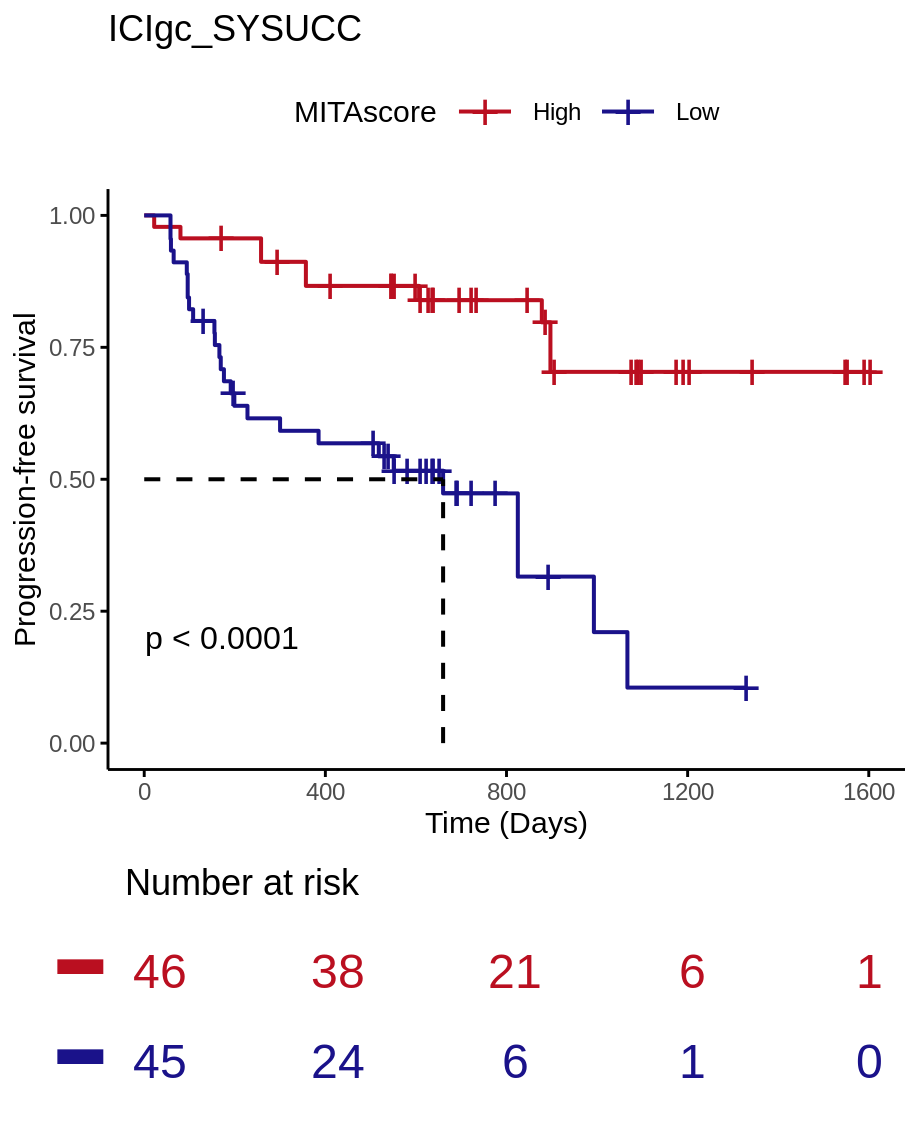 ICIgc_SYSUCC
MITAscore High Low
Progression-free survival
1.00
0.75
0.50
0.25
0.00
p < 0.0001
0 400 800 1200 1600
Time (Days)
Number at risk
46 38 21 6 1
45 24 6 1 0